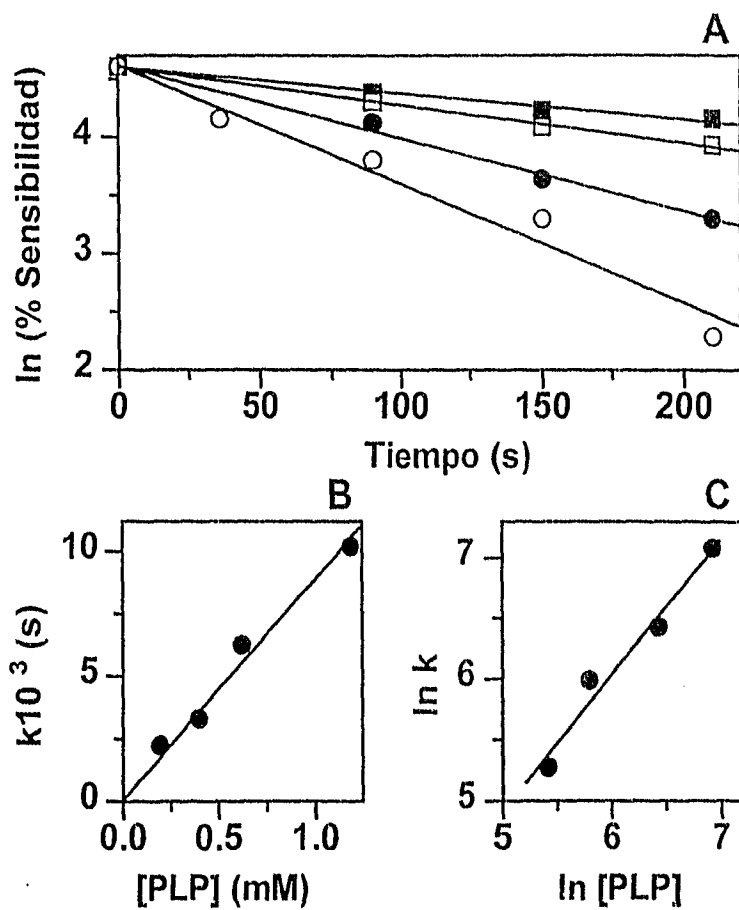 A
ln (% Sensibilidad)
4
3
2
0 50 100 150 200
Tiempo (s)
B
k10 3 (s)
10
5
0
0.0 0.5 1.0
[PLP] (mM)
C
ln k
7
6
5
5 6 7
ln [PLP]